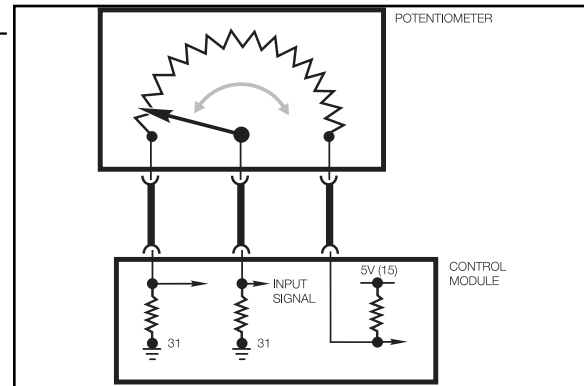 POTENTIOMETER
CONTROL
MODULE
5V (15)
INPUT
SIGNAL
31
31